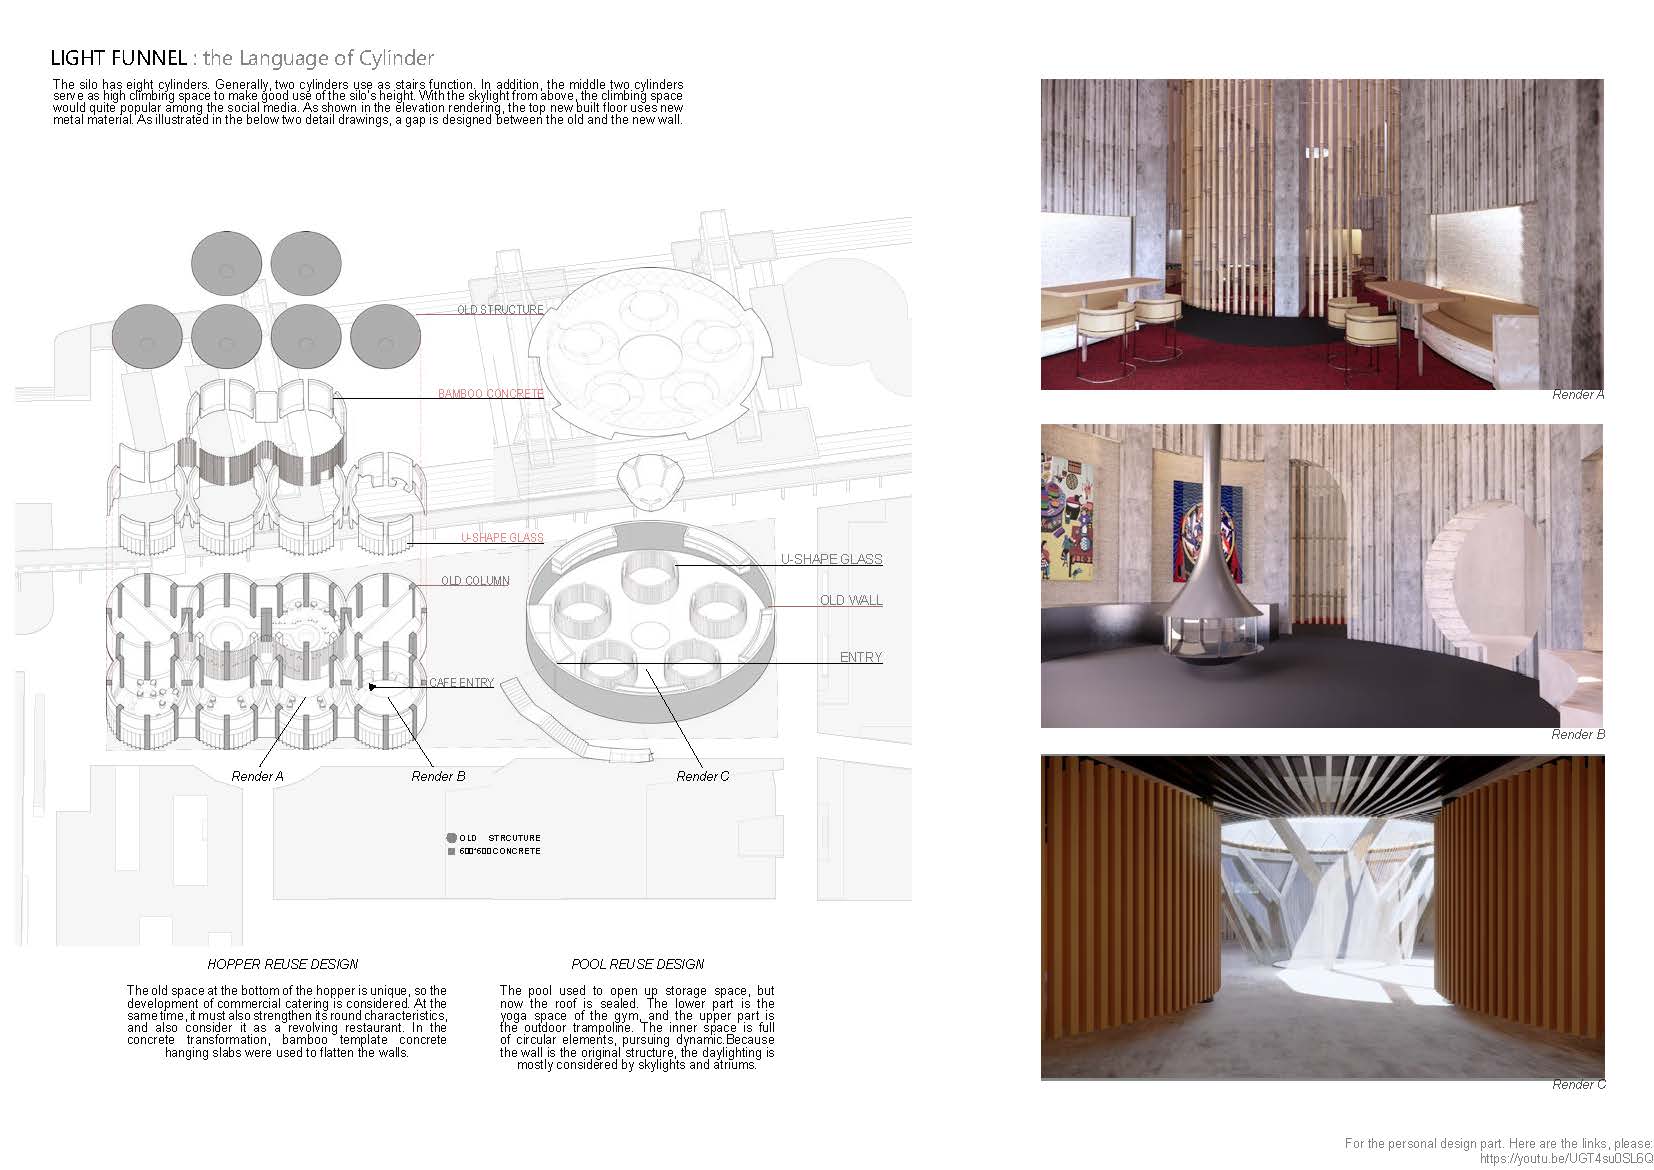 LIGHT FUNNEL : the Language of Cylinder
The silo has eight cylinders. Generally, two cylinders use as stairs function. In addition, the middle two cylinders
serve as high climbing space to make good use of the silo's height. With the skylight from above, the climbing space
would quite popular among the social media. As shown in the elevation rendering, the top new built floor uses new
metal material. As illustrated in the below two detail drawings, a gap is designed between the old and the new wall.
OLD STRUCTURE
BAMBOO CONCRETE
U-SHAPE GLASS
OLD COLUMN
CAFE ENTRY
U-SHAPE GLASS
OLD WALL
ENTRY
Render A
Render B
Render C
OLD STRCUTURE
600*600CONCRETE
HOPPER REUSE DESIGN
The old space at the bottom of the hopper is unique, so the
development of commercial catering is considered. At the
same time, it must also strengthen its round characteristics,
and also consider it as a revolving restaurant. In the
concrete transformation, bamboo template concrete
hanging slabs were used to flatten the walls.
POOL REUSE DESIGN
The pool used to open up storage space, but
now the roof is sealed. The lower part is the
yoga space of the gym, and the upper part is
the outdoor trampoline. The inner space is full
of circular elements, pursuing dynamic.Because
the wall is the original structure, the daylighting is
mostly considered by skylights and atriums.
Render A
Render B
Render C
For the personal design part. Here are the links, please:
https://youtu.be/UGT4su0SL6Q